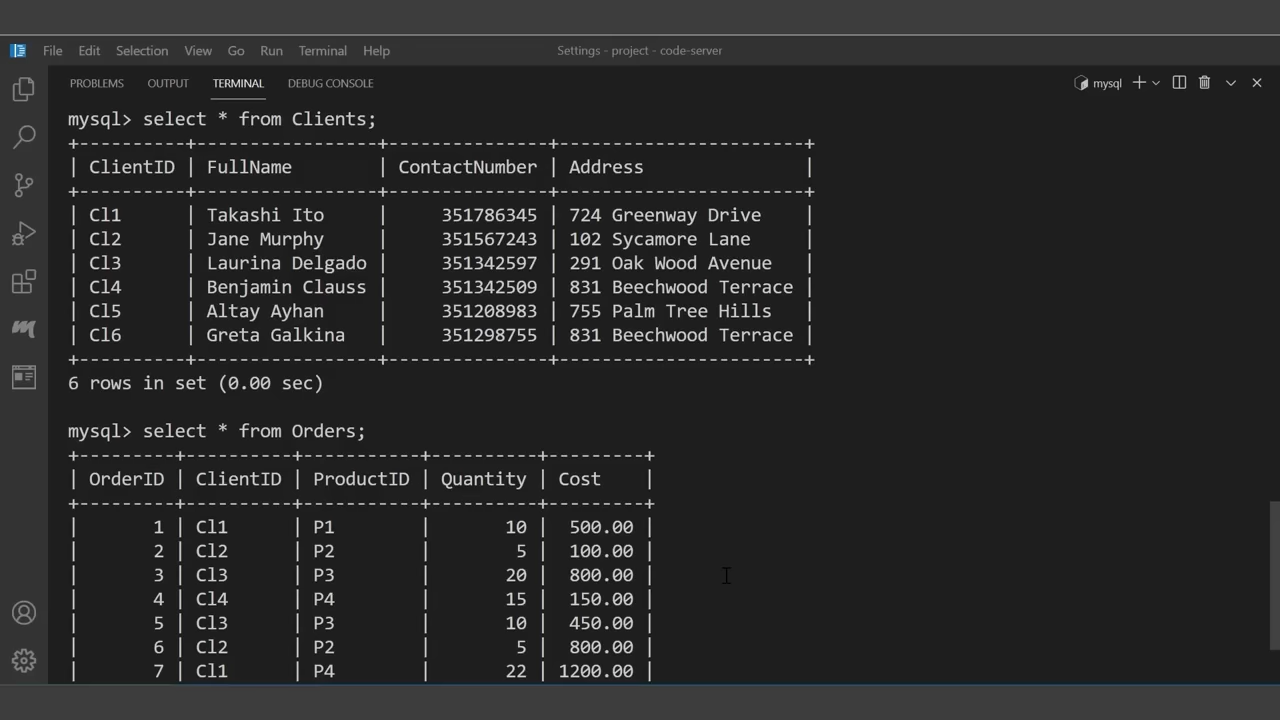 File Edit Selection View Go Run Terminal Help Settings - project - code-server
PROBLEMS OUTPUT TERMINAL DEBUG CONSOLE mysql
mysql> select * from Clients;
+----------+-----------------+---------------+-----------------------+
| ClientID | FullName | ContactNumber | Address |
+----------+-----------------+---------------+-----------------------+
| Cl1 | Takashi Ito | 351786345 | 724 Greenway Drive |
| Cl2 | Jane Murphy | 351567243 | 102 Sycamore Lane |
| Cl3 | Laurina Delgado | 351342597 | 291 Oak Wood Avenue |
| Cl4 | Benjamin Clauss | 351342509 | 831 Beechwood Terrace |
| Cl5 | Altay Ayhan | 351208983 | 755 Palm Tree Hills |
| Cl6 | Greta Galkina | 351298755 | 831 Beechwood Terrace |
+----------+-----------------+---------------+-----------------------+
6 rows in set (0.00 sec)
mysql> select * from Orders;
+---------+----------+-----------+----------+---------+
| OrderID | ClientID | ProductID | Quantity | Cost |
+---------+----------+-----------+----------+---------+
| 1 | Cl1 | P1 | 10 | 500.00 |
| 2 | Cl2 | P2 | 5 | 100.00 |
| 3 | Cl3 | P3 | 20 | 800.00 |
| 4 | Cl4 | P4 | 15 | 150.00 |
| 5 | Cl3 | P3 | 10 | 450.00 |
| 6 | Cl2 | P2 | 5 | 800.00 |
| 7 | Cl1 | P4 | 22 | 1200.00 |